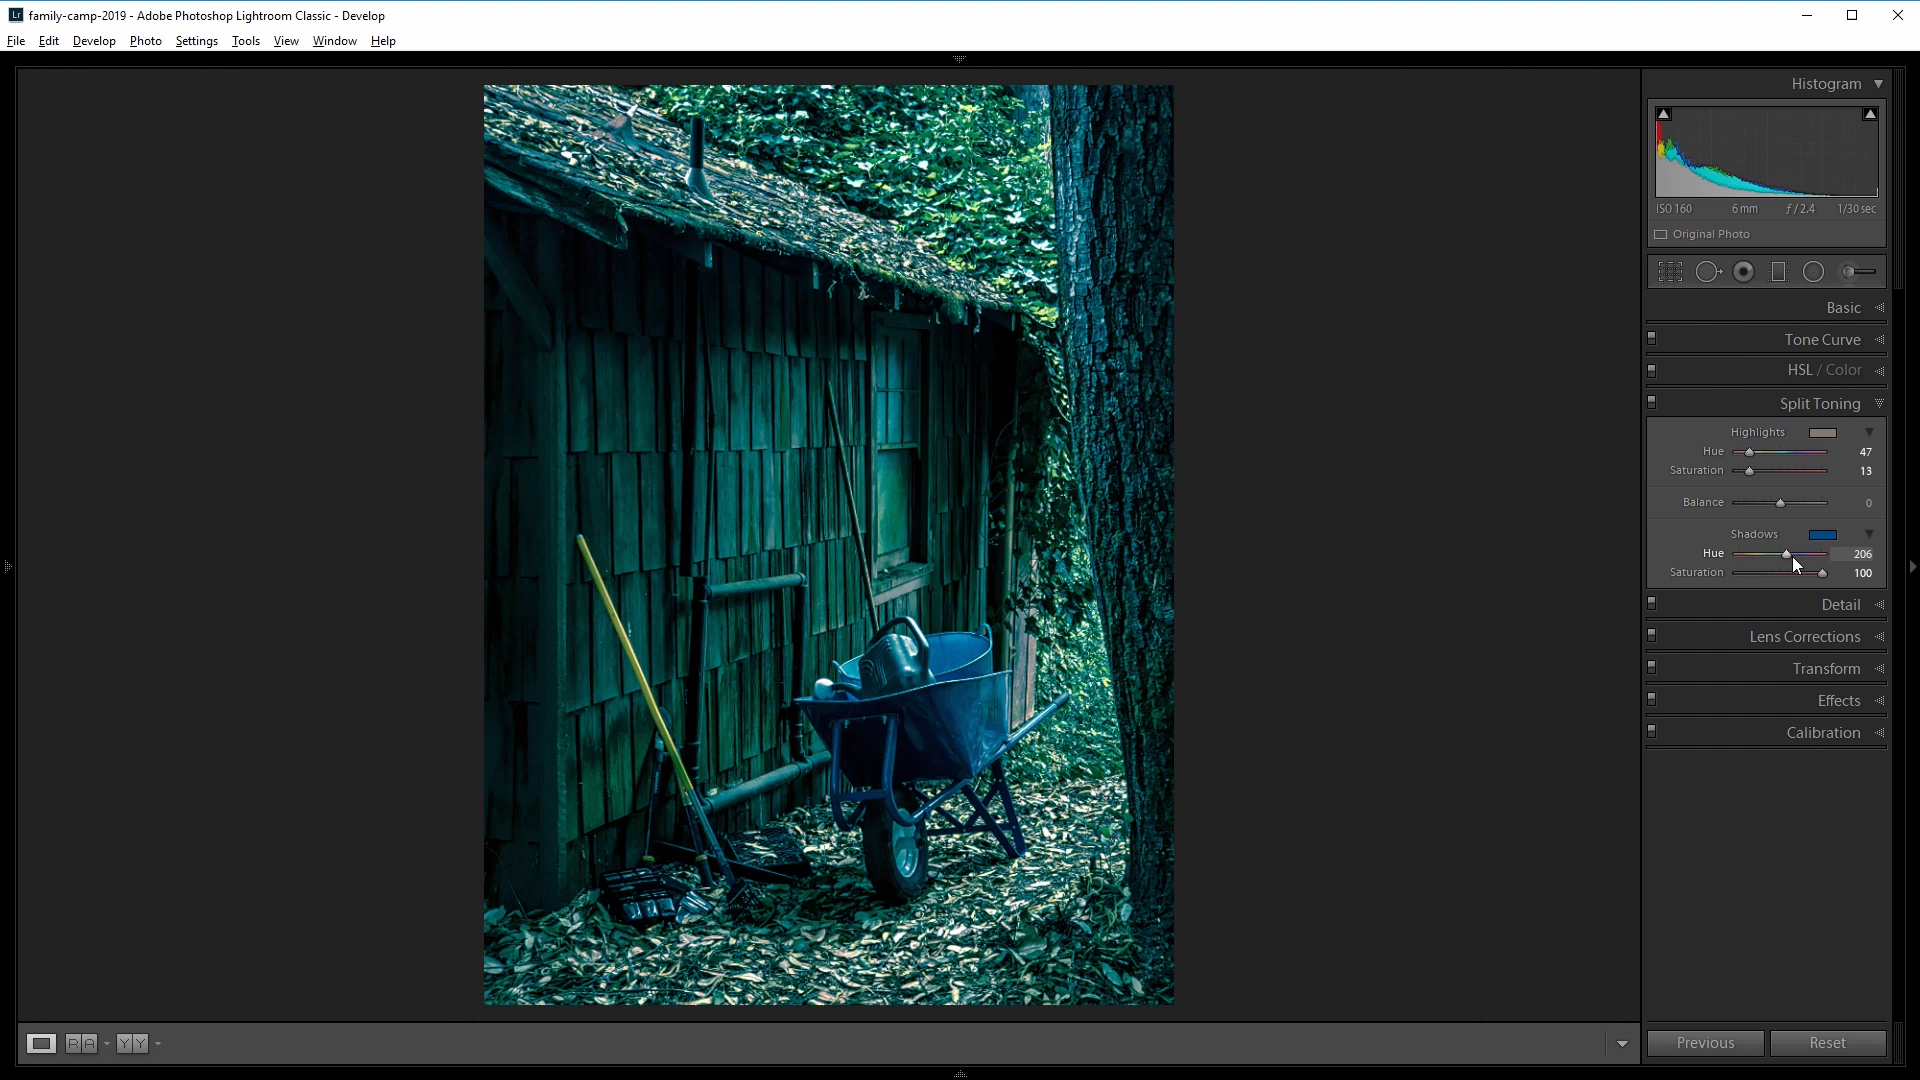 Lr family-camp-2019 - Adobe Photoshop Lightroom Classic - Develop
File Edit Develop Photo Settings Tools View Window Help
Histogram
ISO 160 6 mm f / 2.4 1/30 sec
Original Photo
Basic
Tone Curve
HSL / Color
Split Toning
Highlights
Hue 47
Saturation 13
Balance 0
Shadows
Hue 206
Saturation 100
Detail
Lens Corrections
Transform
Effects
Calibration
R A Y Y
Previous Reset